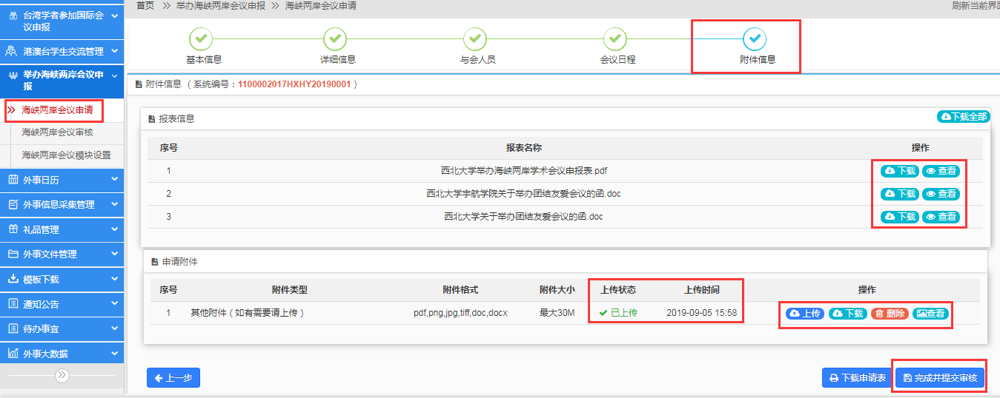 首页 举办海峡两岸会议申报 海峡两岸会议申请
刷新当前界面
台湾学者参加国际会
议申报
港澳台学生交流管理
举办海峡两岸会议申
报
海峡两岸会议申请
海峡两岸会议审核
海峡两岸会议模块设置
外事日历
外事信息采集管理
礼品管理
外事文件管理
模板下载
通知公告
待办事宜
外事大数据
基本信息 详细信息 与会人员 会议日程 附件信息
附件信息 （系统编号：1100002017HXHY20190001）
报表信息 下载全部
序号 报表名称 操作
1 西北大学举办海峡两岸学术会议申报表.pdf 下载 查看
2 西北大学宇航学院关于举办团结友爱会议的函.doc 下载 查看
3 西北大学关于举办团结友爱会议的函.doc 下载 查看
申请附件
序号 附件类型 附件格式 附件大小 上传状态 上传时间 操作
1 其他附件（如有需要请上传） pdf,png,jpg,tiff,doc,docx 最大30M 已上传 2019-09-05 15:58 上传 下载 删除 查看
上一步 下载申请表 完成并提交审核